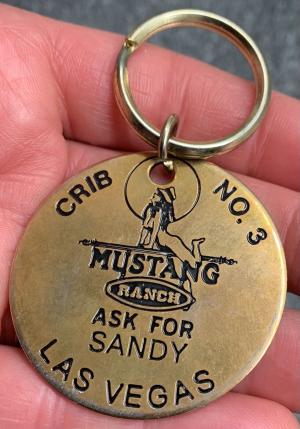 CRIB NO. 3
MUSTANG
RANCH
ASK FOR
SANDY
LAS VEGAS